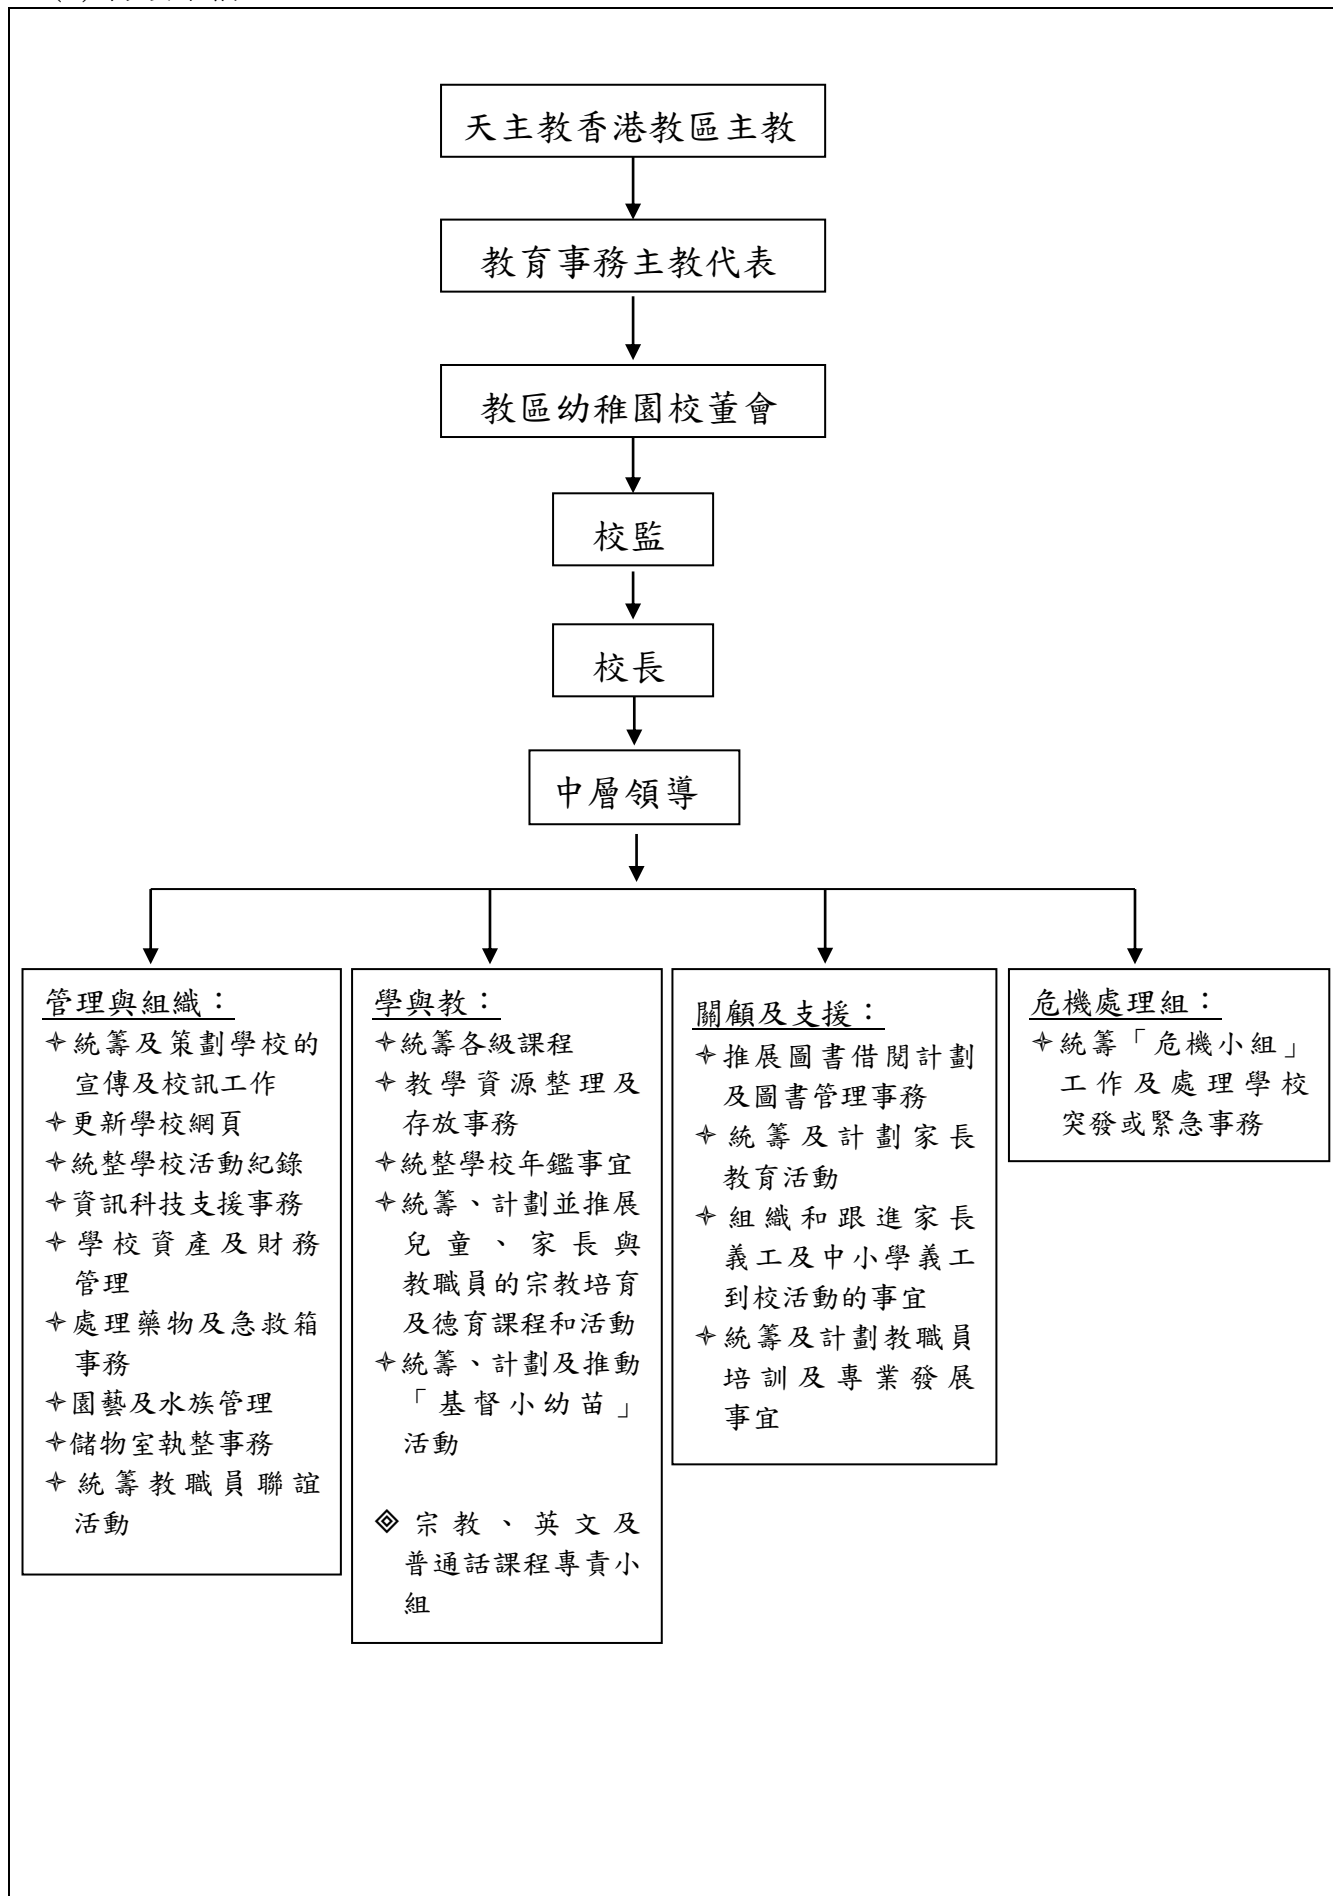 天主教香港教區主教
教育事務主教代表
教區幼稚園校董會
校監
校長
中層領導
管理與組織：
✧統籌及策劃學校的
宣傳及校訊工作
✧更新學校網頁
✧統整學校活動紀錄
✧資訊科技支援事務
✧學校資產及財務
管理
✧處理藥物及急救箱
事務
✧園藝及水族管理
✧儲物室執整事務
✧統籌教職員聯誼
活動
學與教：
✧統籌各級課程
✧教學資源整理及
存放事務
✧統整學校年鑑事宜
✧統籌、計劃並推展
兒童、家長與
教職員的宗教培育
及德育課程和活動
✧統籌、計劃及推動
「基督小幼苗」
活動
宗教、英文及
普通話課程專責小
組
關顧及支援：
✧推展圖書借閱計劃
及圖書管理事務
✧統籌及計劃家長
教育活動
✧組織和跟進家長
義工及中小學義工
到校活動的事宜
✧統籌及計劃教職員
培訓及專業發展
事宜
危機處理組：
✧統籌「危機小組」
工作及處理學校
突發或緊急事務